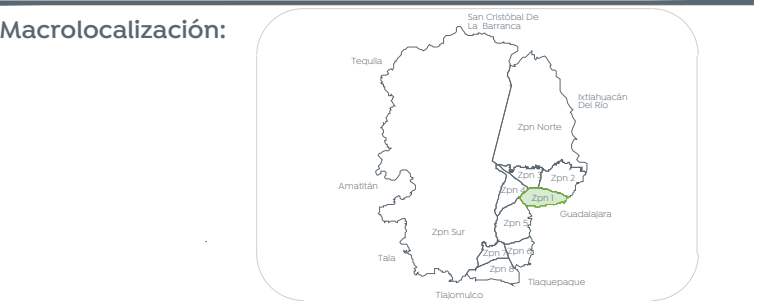 Macrolocalización:
San Cristóbal De
La Barranca
Tequila
Ixtlahuacán
Del Río
Zpn Norte
Zpn 3
Zpn 2
Zpn 4
Zpn 1
Amatitán
Guadalajara
Zpn 5
Zpn Sur
Zpn 7
Zpn 6
Tala
Zpn 8
Tlaquepaque
Tlajomulco